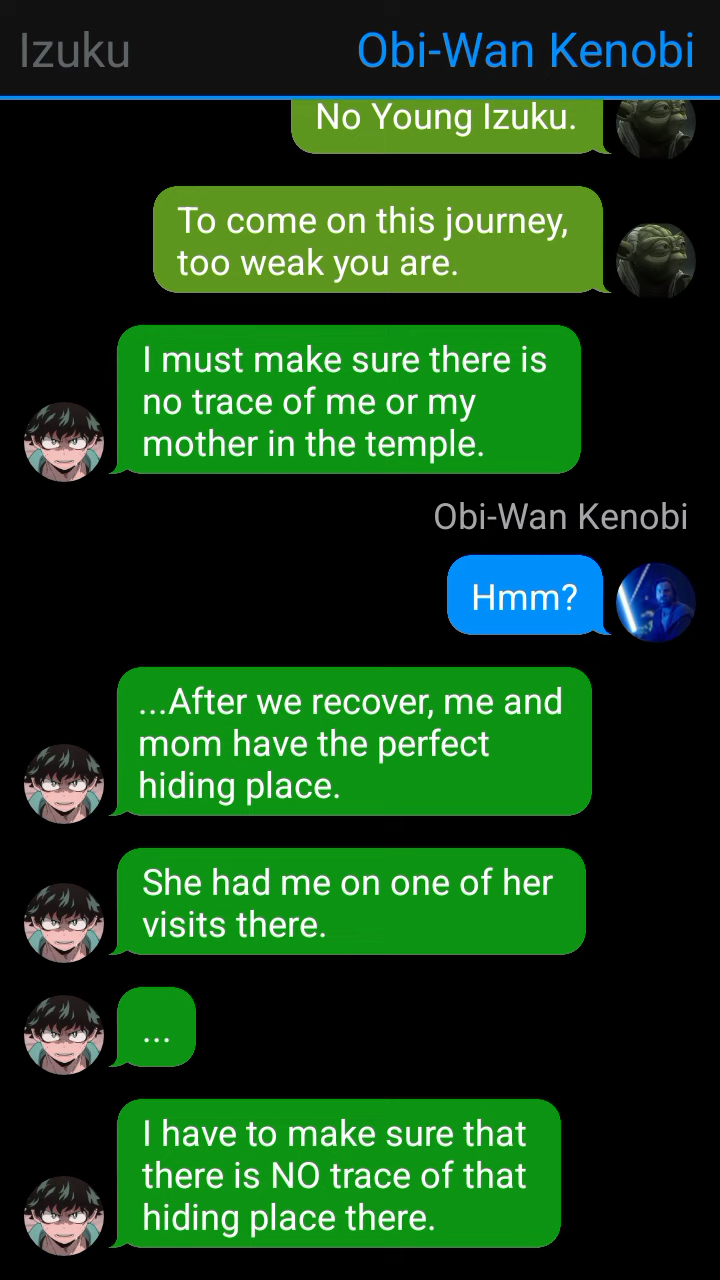 Izuku
Obi-Wan Kenobi
No Young Izuku.
To come on this journey,
too weak you are.
I must make sure there is
no trace of me or my
mother in the temple.
Obi-Wan Kenobi
Hmm?
...After we recover, me and
mom have the perfect
hiding place.
She had me on one of her
visits there.
...
I have to make sure that
there is NO trace of that
hiding place there.